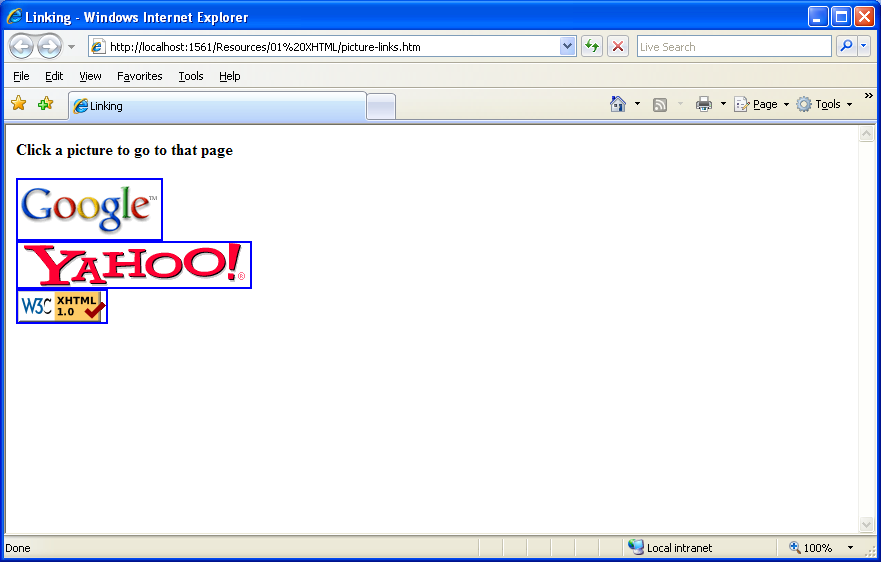 Linking - Windows Internet Explorer
http://localhost:1561/Resources/01%20XHTML/picture-links.htm
Live Search
File Edit View Favorites Tools Help
Linking
Page Tools »
Click a picture to go to that page
Google™
YAHOO!®
W3C XHTML
1.0
Done
Local intranet
100%